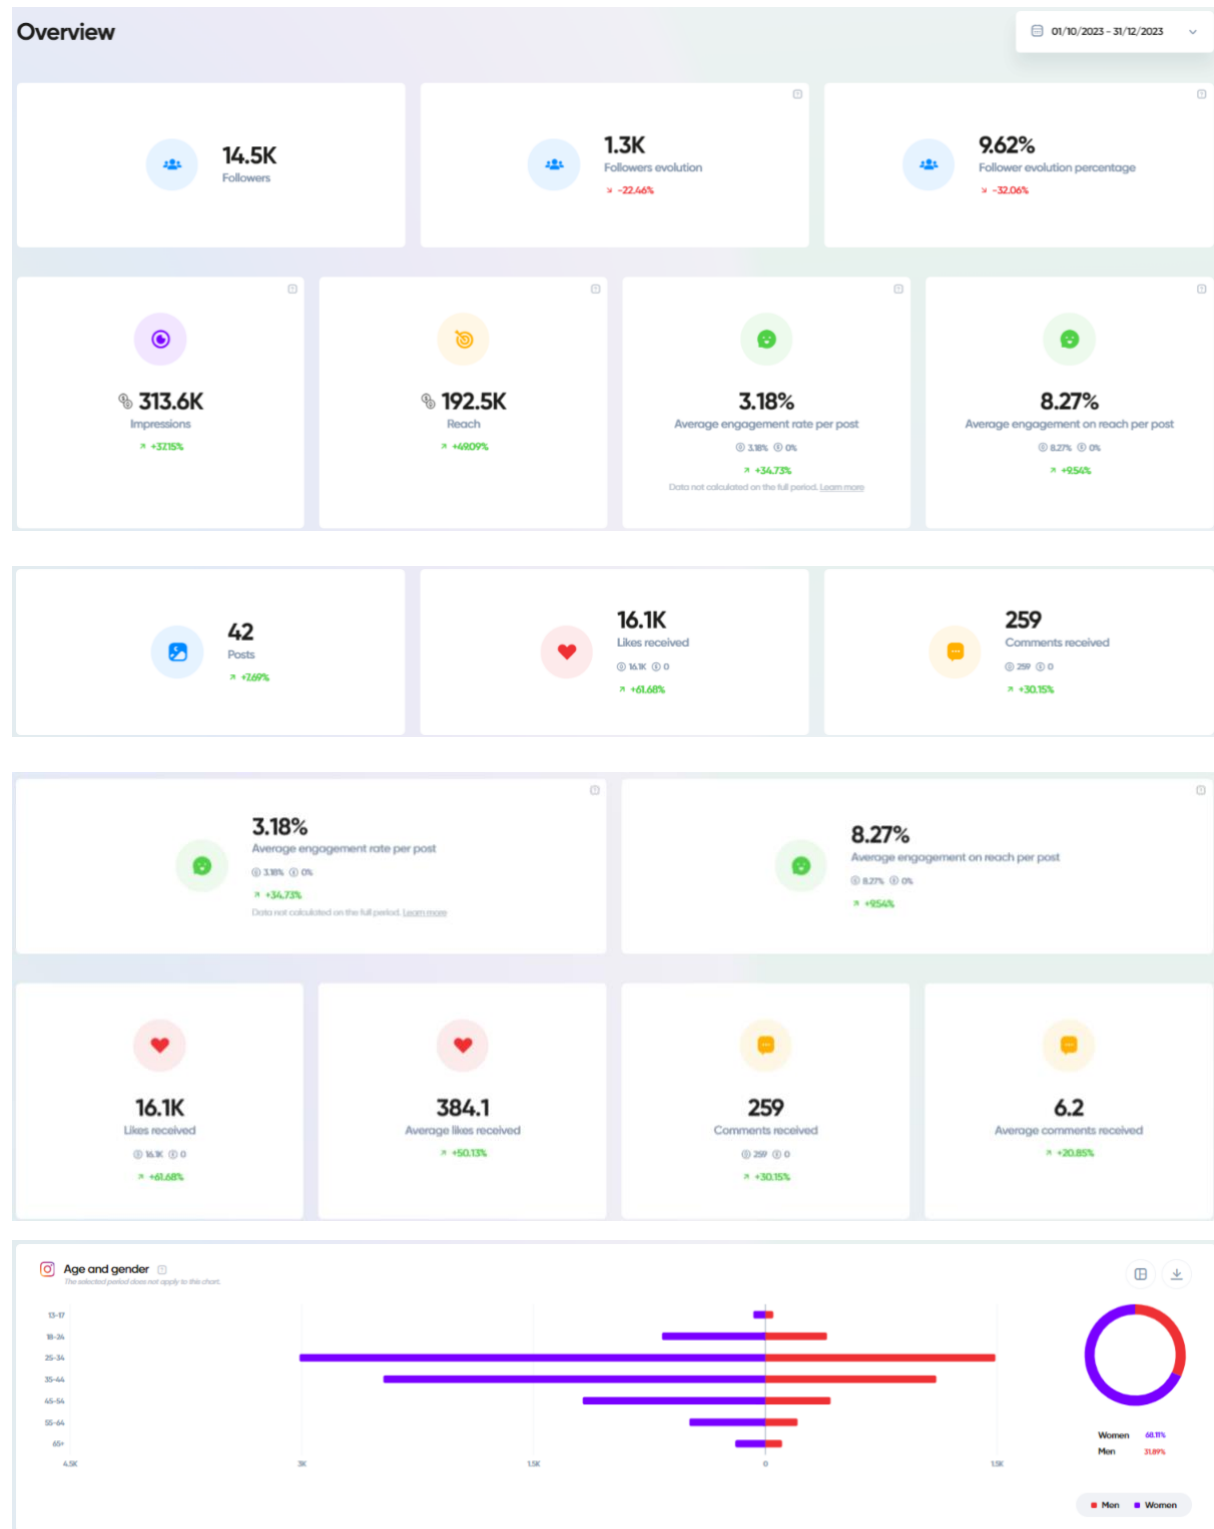 Overview
01/10/2023 - 31/12/2023
14.5K
Followers
1.3K
Followers evolution
-22.46%
9.62%
Follower evolution percentage
-32.06%
313.6K
Impressions
+37.15%
192.5K
Reach
+49.09%
3.18%
Average engagement rate per post
3.18% 0%
+34.73%
Data not calculated on the full period. Learn more
8.27%
Average engagement on reach per post
8.27% 0%
+9.54%
42
Posts
+7.69%
16.1K
Likes received
16.1K 0
+61.68%
259
Comments received
259 0
+30.15%
3.18%
Average engagement rate per post
3.18% 0%
+34.73%
Data not calculated on the full period. Learn more
8.27%
Average engagement on reach per post
8.27% 0%
+9.54%
16.1K
Likes received
16.1K 0
+61.68%
384.1
Average likes received
+50.13%
259
Comments received
259 0
+30.15%
6.2
Average comments received
+20.85%
Age and gender
The selected period does not apply to this chart.
13-17
18-24
25-34
35-44
45-54
55-64
65+
4.5K 3K 1.5K 0 1.5K
Women 68.11%
Men 31.89%
Men Women